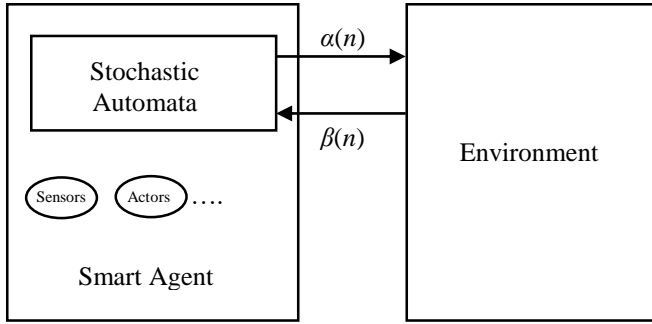 α(n)
Stochastic
Automata
β(n)
Environment
Sensors
Actors
....
Smart Agent